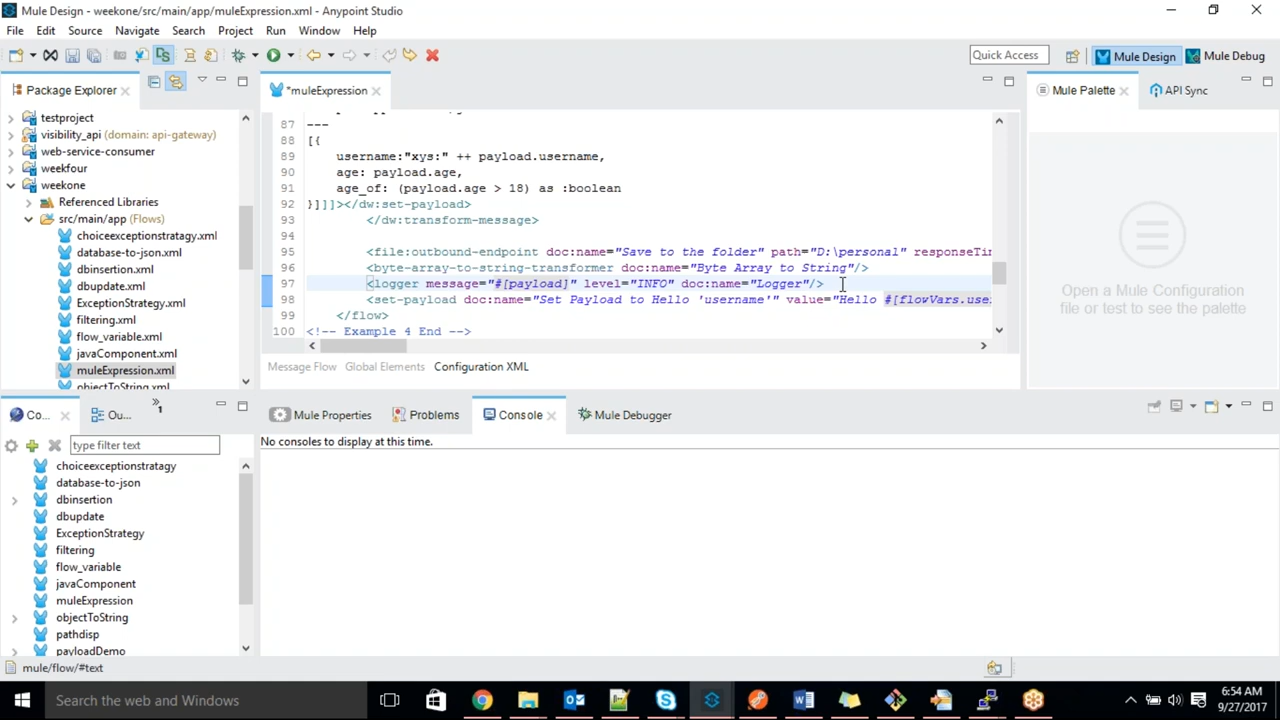 Mule Design - weekone/src/main/app/muleExpression.xml - Anypoint Studio
File Edit Source Navigate Search Project Run Window Help
Quick Access
Mule Design
Mule Debug
Package Explorer
testproject
visibility_api (domain: api-gateway)
web-service-consumer
weekfour
weekone
Referenced Libraries
src/main/app (Flows)
choiceexceptionstratagy.xml
database-to-json.xml
dbinsertion.xml
dbupdate.xml
ExceptionStrategy.xml
filtering.xml
flow_variable.xml
javaComponent.xml
muleExpression.xml
objectToString.xml
*muleExpression
87 ---
88 [{
89 username:"xys:" ++ payload.username,
90 age: payload.age,
91 age_of: (payload.age > 18) as :boolean
92 }]]]></dw:set-payload>
93 </dw:transform-message>
94
95 <file:outbound-endpoint doc:name="Save to the folder" path="D:\personal" responseTi
96 <byte-array-to-string-transformer doc:name="Byte Array to String"/>
97 <logger message="#[payload]" level="INFO" doc:name="Logger"/>
98 <set-payload doc:name="Set Payload to Hello 'username'" value="Hello #[flowVars.use
99 </flow>
100 <!-- Example 4 End -->
Message Flow Global Elements Configuration XML
Mule Palette
API Sync
Open a Mule Configuration
file or test to see the palette
Co...
Ou...
»1
type filter text
choiceexceptionstratagy
database-to-json
dbinsertion
dbupdate
ExceptionStrategy
filtering
flow_variable
javaComponent
muleExpression
objectToString
pathdisp
payloadDemo
Mule Properties
Problems
Console
Mule Debugger
No consoles to display at this time.
mule/flow/#text
Search the web and Windows
6:54 AM
9/27/2017